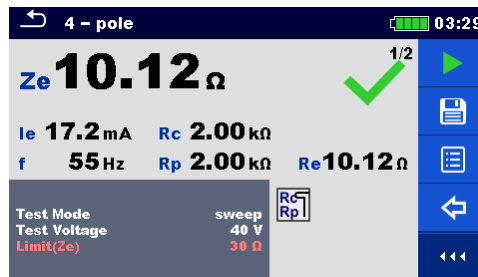 4 – pole 03:29
1/2
Ze 10.12 Ω
Ie 17.2 mA Rc 2.00 kΩ
f 55 Hz Rp 2.00 kΩ Re 10.12 Ω
Rc
Rp
Test Mode sweep
Test Voltage 40 V
Limit(Ze) 30 Ω